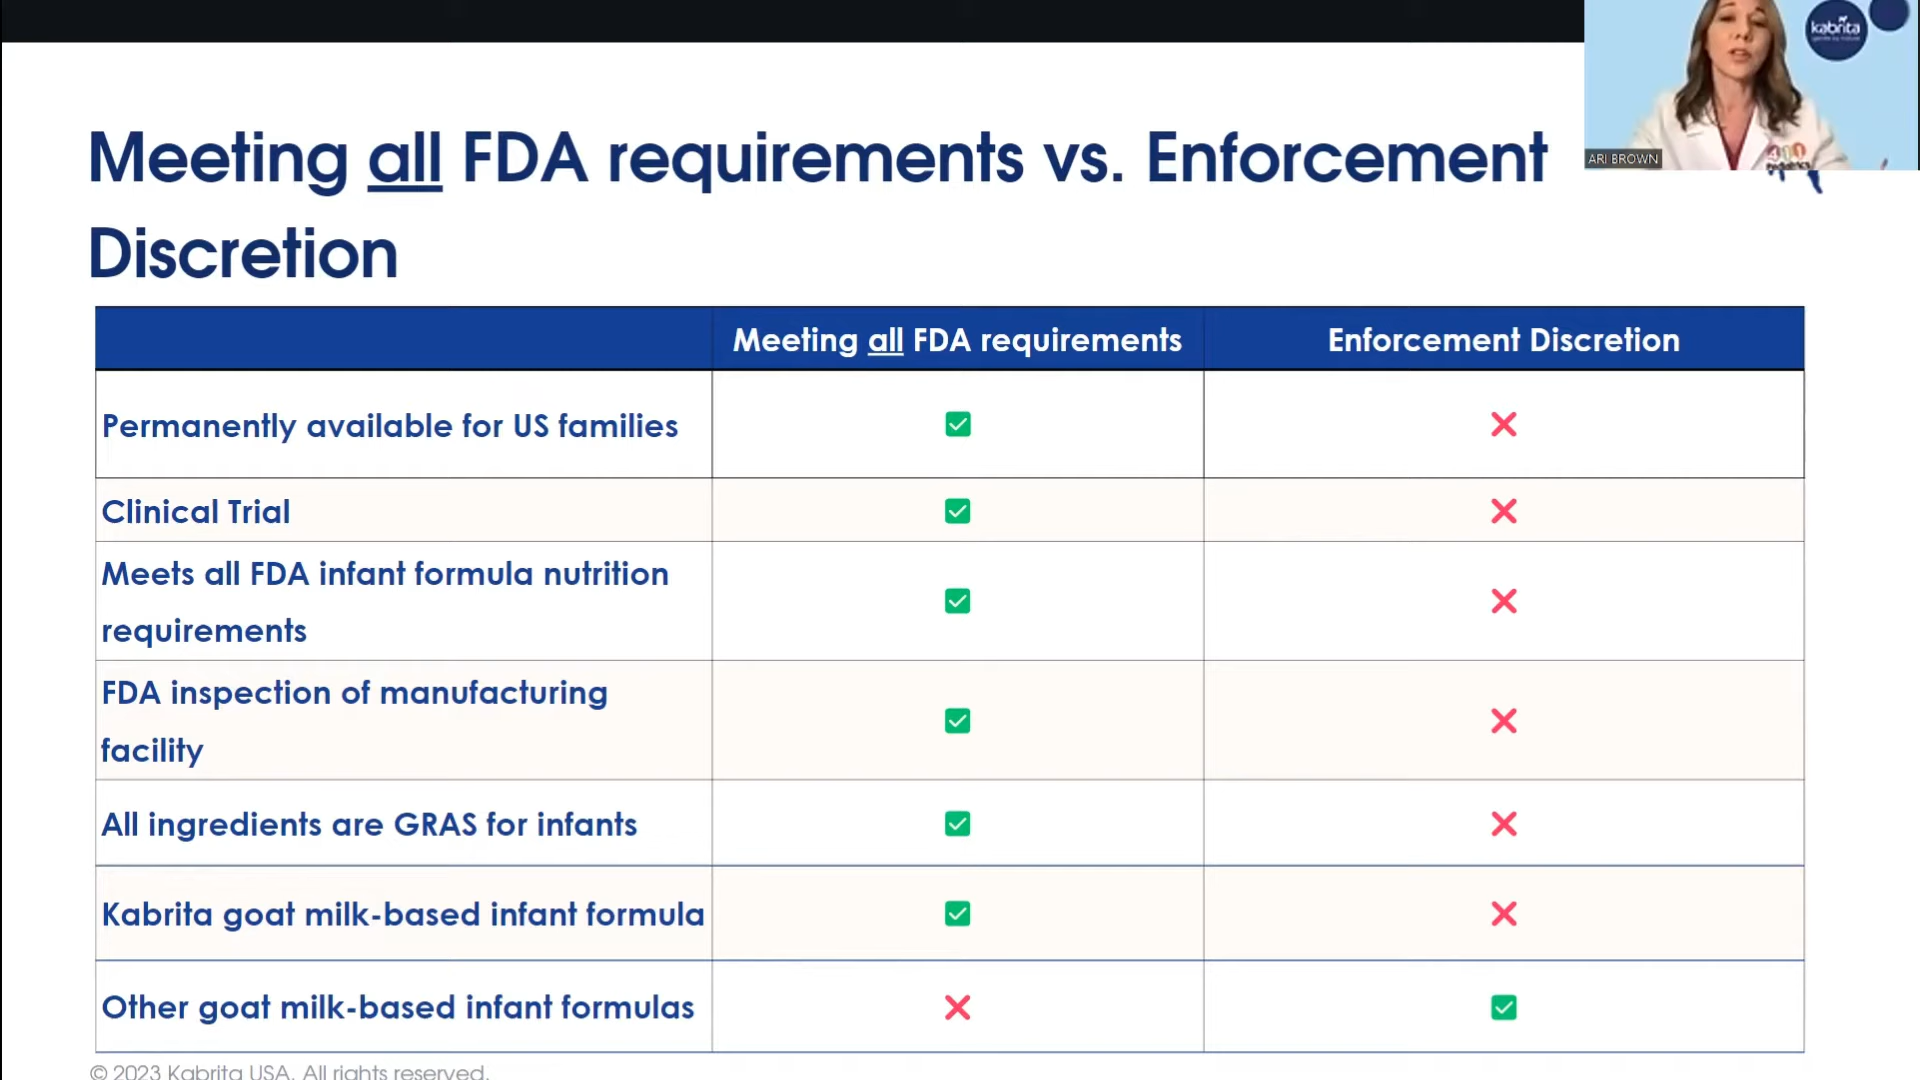 kabrita
ARI BROWN
Meeting all FDA requirements vs. Enforcement
Discretion
Meeting all FDA requirements Enforcement Discretion
Permanently available for US families
Clinical Trial
Meets all FDA infant formula nutrition
requirements
FDA inspection of manufacturing
facility
All ingredients are GRAS for infants
Kabrita goat milk-based infant formula
Other goat milk-based infant formulas
© 2023 Kabrita USA. All rights reserved.